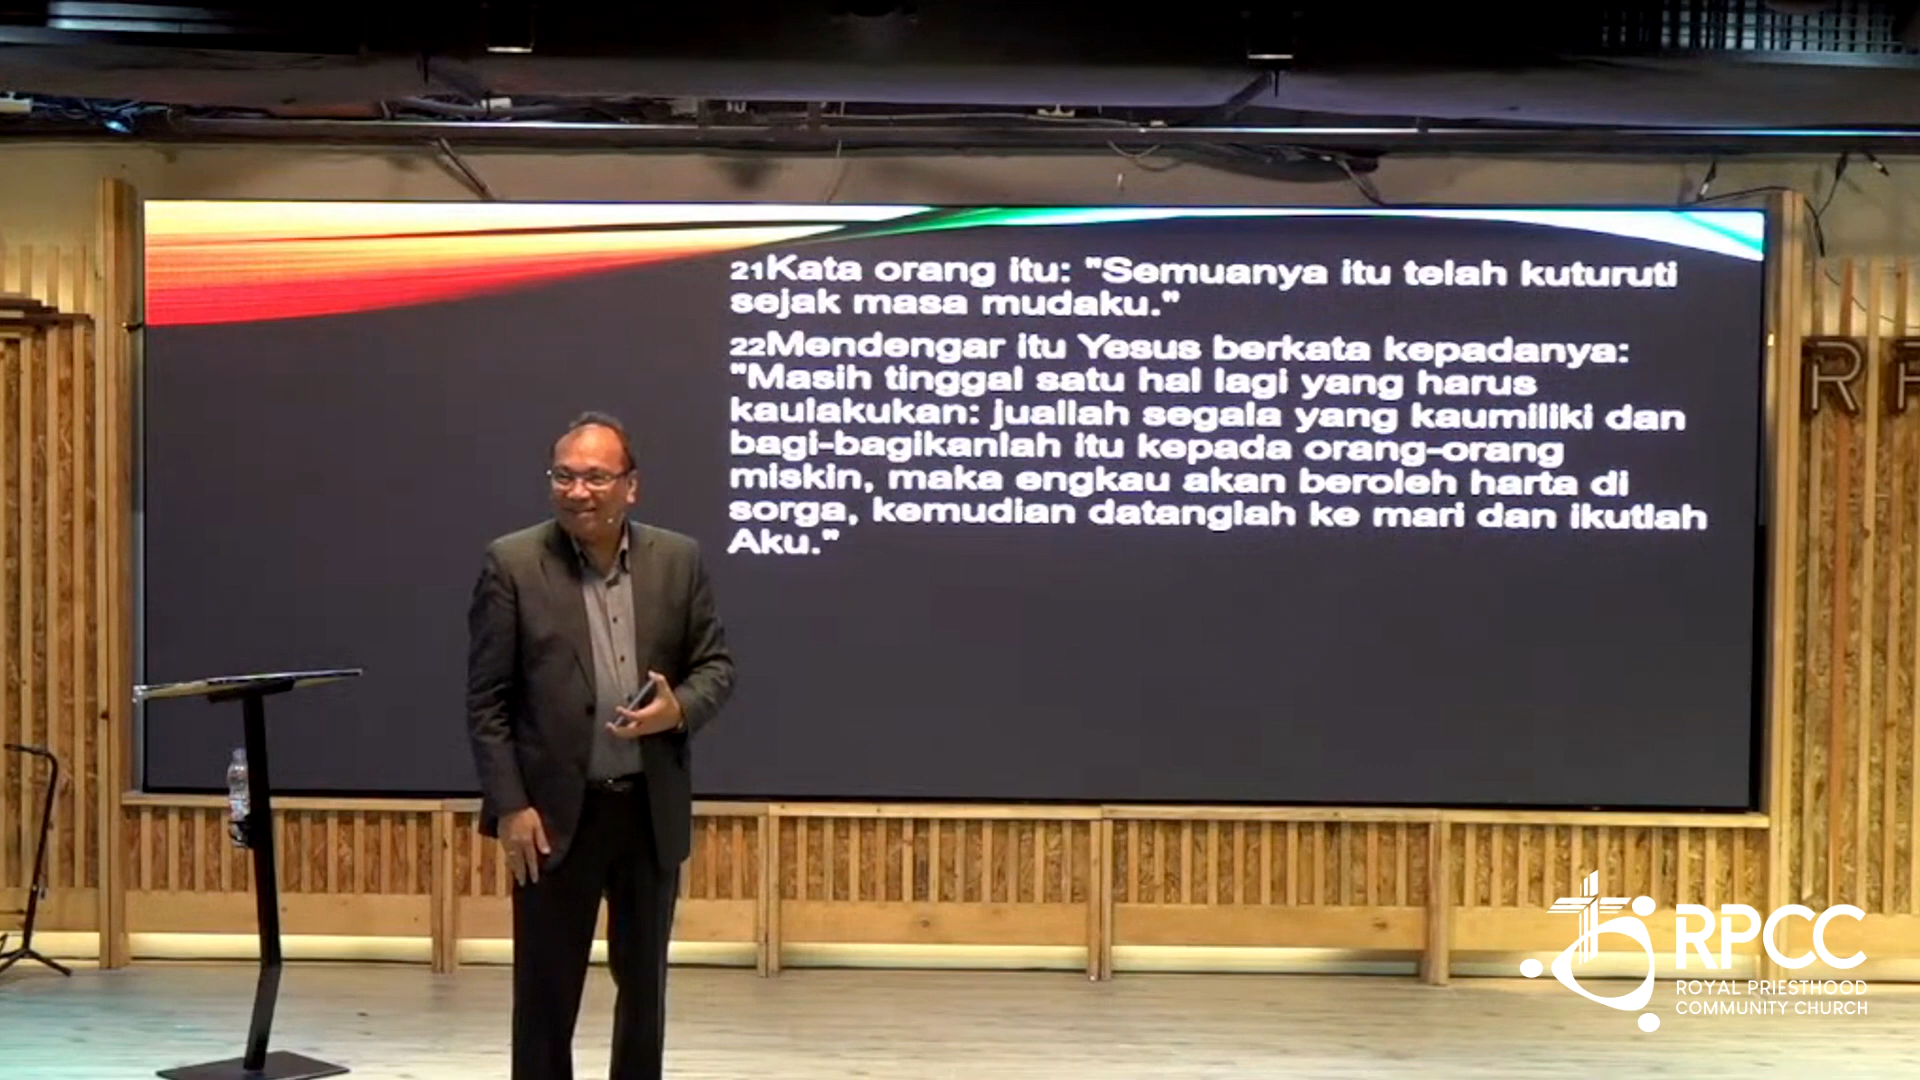 21Kata orang itu: "Semuanya itu telah kuturuti
sejak masa mudaku."
22Mendengar itu Yesus berkata kepadanya:
"Masih tinggal satu hal lagi yang harus
kaulakukan: juallah segala yang kaumiliki dan
bagi-bagikanlah itu kepada orang-orang
miskin, maka engkau akan beroleh harta di
sorga, kemudian datanglah ke mari dan ikutlah
Aku."
R P
RPCC
ROYAL PRIESTHOOD
COMMUNITY CHURCH